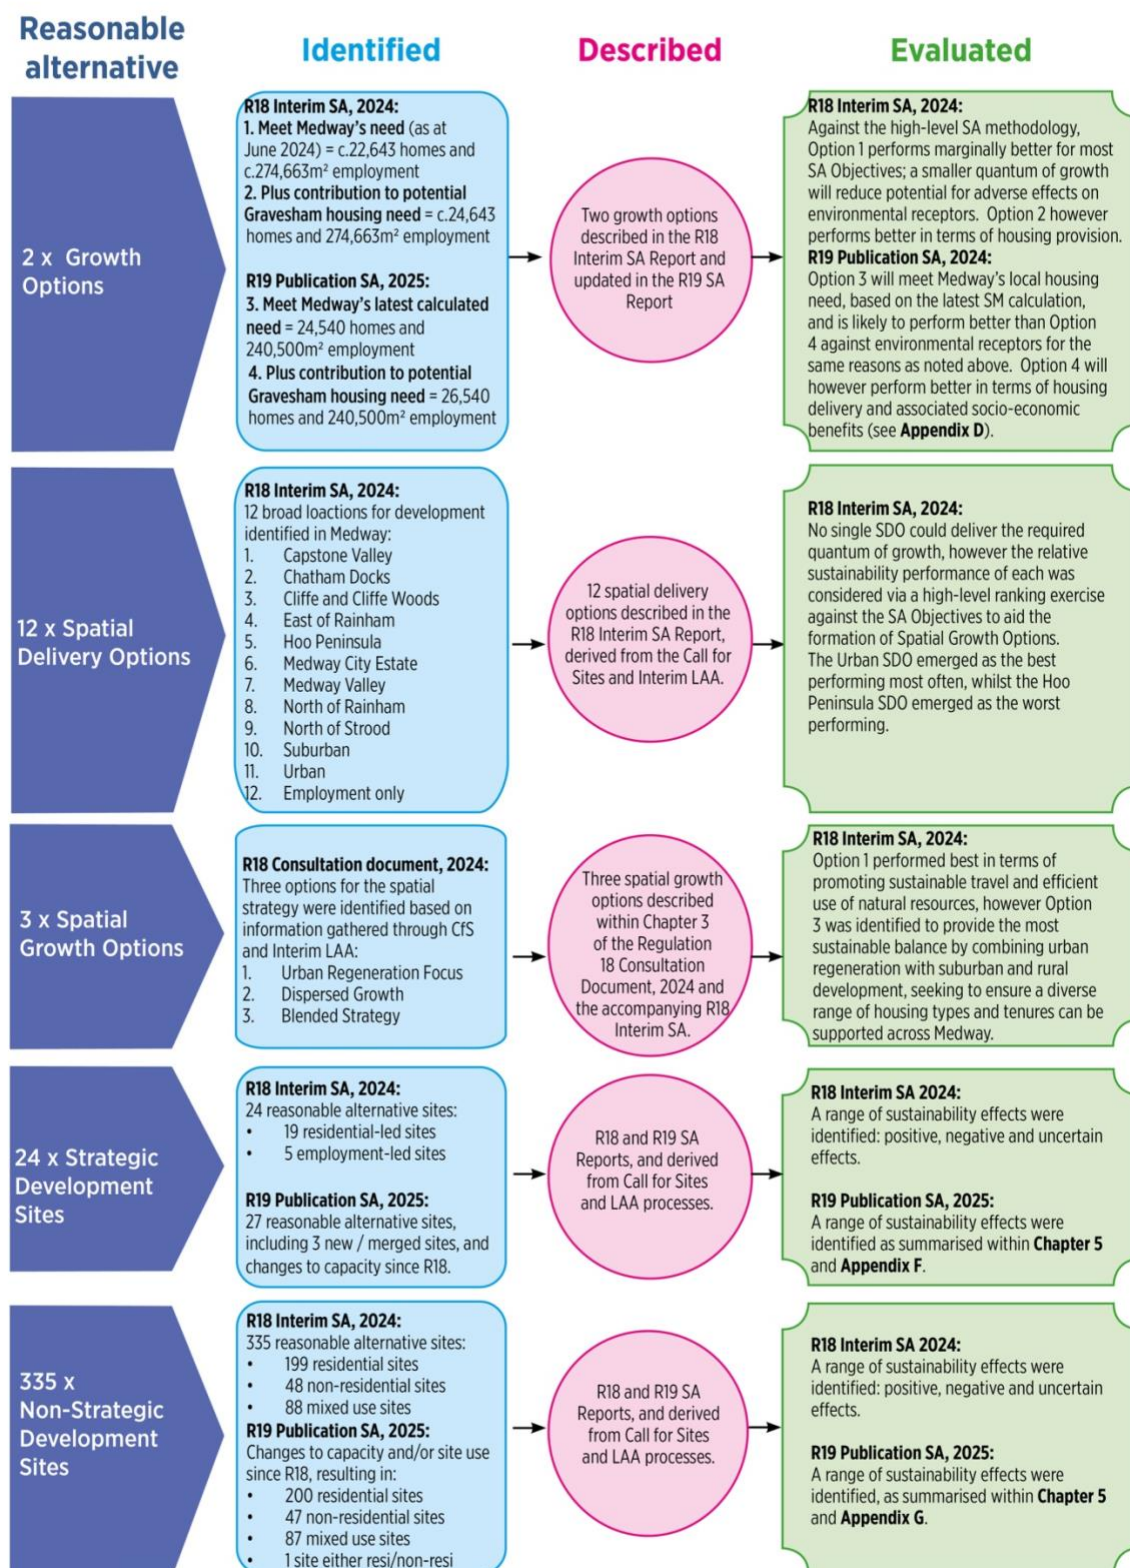 Reasonable
alternative
Identified
Described
Evaluated
2 x  Growth
Options
R18 Interim SA, 2024:
1. Meet Medway's need (as at
June 2024) = c.22,643 homes and
c.274,663m² employment
2. Plus contribution to potential
Gravesham housing need = c.24,643
homes and 274,663m² employment
R19 Publication SA, 2025:
3. Meet Medway's latest calculated
need = 24,540 homes and
240,500m² employment
4. Plus contribution to potential
Gravesham housing need = 26,540
homes and 240,500m² employment
Two growth options
described in the R18
Interim SA Report and
updated in the R19 SA
Report
R18 Interim SA, 2024:
Against the high-level SA methodology,
Option 1 performs marginally better for most
SA Objectives; a smaller quantum of growth
will reduce potential for adverse effects on
environmental receptors.  Option 2 however
performs better in terms of housing provision.
R19 Publication SA, 2024:
Option 3 will meet Medway's local housing
need, based on the latest SM calculation,
and is likely to perform better than Option
4 against environmental receptors for the
same reasons as noted above.  Option 4 will
however perform better in terms of housing
delivery and associated socio-economic
benefits (see Appendix D).
12 x Spatial
Delivery Options
R18 Interim SA, 2024:
12 broad loactions for development
identified in Medway:
1. Capstone Valley
2. Chatham Docks
3. Cliffe and Cliffe Woods
4. East of Rainham
5. Hoo Peninsula
6. Medway City Estate
7. Medway Valley
8. North of Rainham
9. North of Strood
10. Suburban
11. Urban
12. Employment only
12 spatial delivery
options described in the
R18 Interim SA Report,
derived from the Call for
Sites and Interim LAA.
R18 Interim SA, 2024:
No single SDO could deliver the required
quantum of growth, however the relative
sustainability performance of each was
considered via a high-level ranking exercise
against the SA Objectives to aid the
formation of Spatial Growth Options.
The Urban SDO emerged as the best
performing most often, whilst the Hoo
Peninsula SDO emerged as the worst
performing.
3 x Spatial
Growth Options
R18 Consultation document, 2024:
Three options for the spatial
strategy were identified based on
information gathered through CfS
and Interim LAA:
1. Urban Regeneration Focus
2. Dispersed Growth
3. Blended Strategy
Three spatial growth
options described
within Chapter 3
of the Regulation
18 Consultation
Document, 2024 and
the accompanying R18
Interim SA.
R18 Interim SA, 2024:
Option 1 performed best in terms of
promoting sustainable travel and efficient
use of natural resources, however Option
3 was identified to provide the most
sustainable balance by combining urban
regeneration with suburban and rural
development, seeking to ensure a diverse
range of housing types and tenures can be
supported across Medway.
24 x Strategic
Development
Sites
R18 Interim SA, 2024:
24 reasonable alternative sites:
• 19 residential-led sites
• 5 employment-led sites
R19 Publication SA, 2025:
27 reasonable alternative sites,
including 3 new / merged sites, and
changes to capacity since R18.
R18 and R19 SA
Reports, and derived
from Call for Sites
and LAA processes.
R18 Interim SA 2024:
A range of sustainability effects were
identified: positive, negative and uncertain
effects.
R19 Publication SA, 2025:
A range of sustainability effects were
identified as summarised within Chapter 5
and Appendix F.
335 x
Non-Strategic
Development
Sites
R18 Interim SA, 2024:
335 reasonable alternative sites:
• 199 residential sites
• 48 non-residential sites
• 88 mixed use sites
R19 Publication SA, 2025:
Changes to capacity and/or site use
since R18, resulting in:
• 200 residential sites
• 47 non-residential sites
• 87 mixed use sites
• 1 site either resi/non-resi
R18 and R19 SA
Reports, and derived
from Call for Sites
and LAA processes.
R18 Interim SA 2024:
A range of sustainability effects were
identified: positive, negative and uncertain
effects.
R19 Publication SA, 2025:
A range of sustainability effects were
identified, as summarised within Chapter 5
and Appendix G.